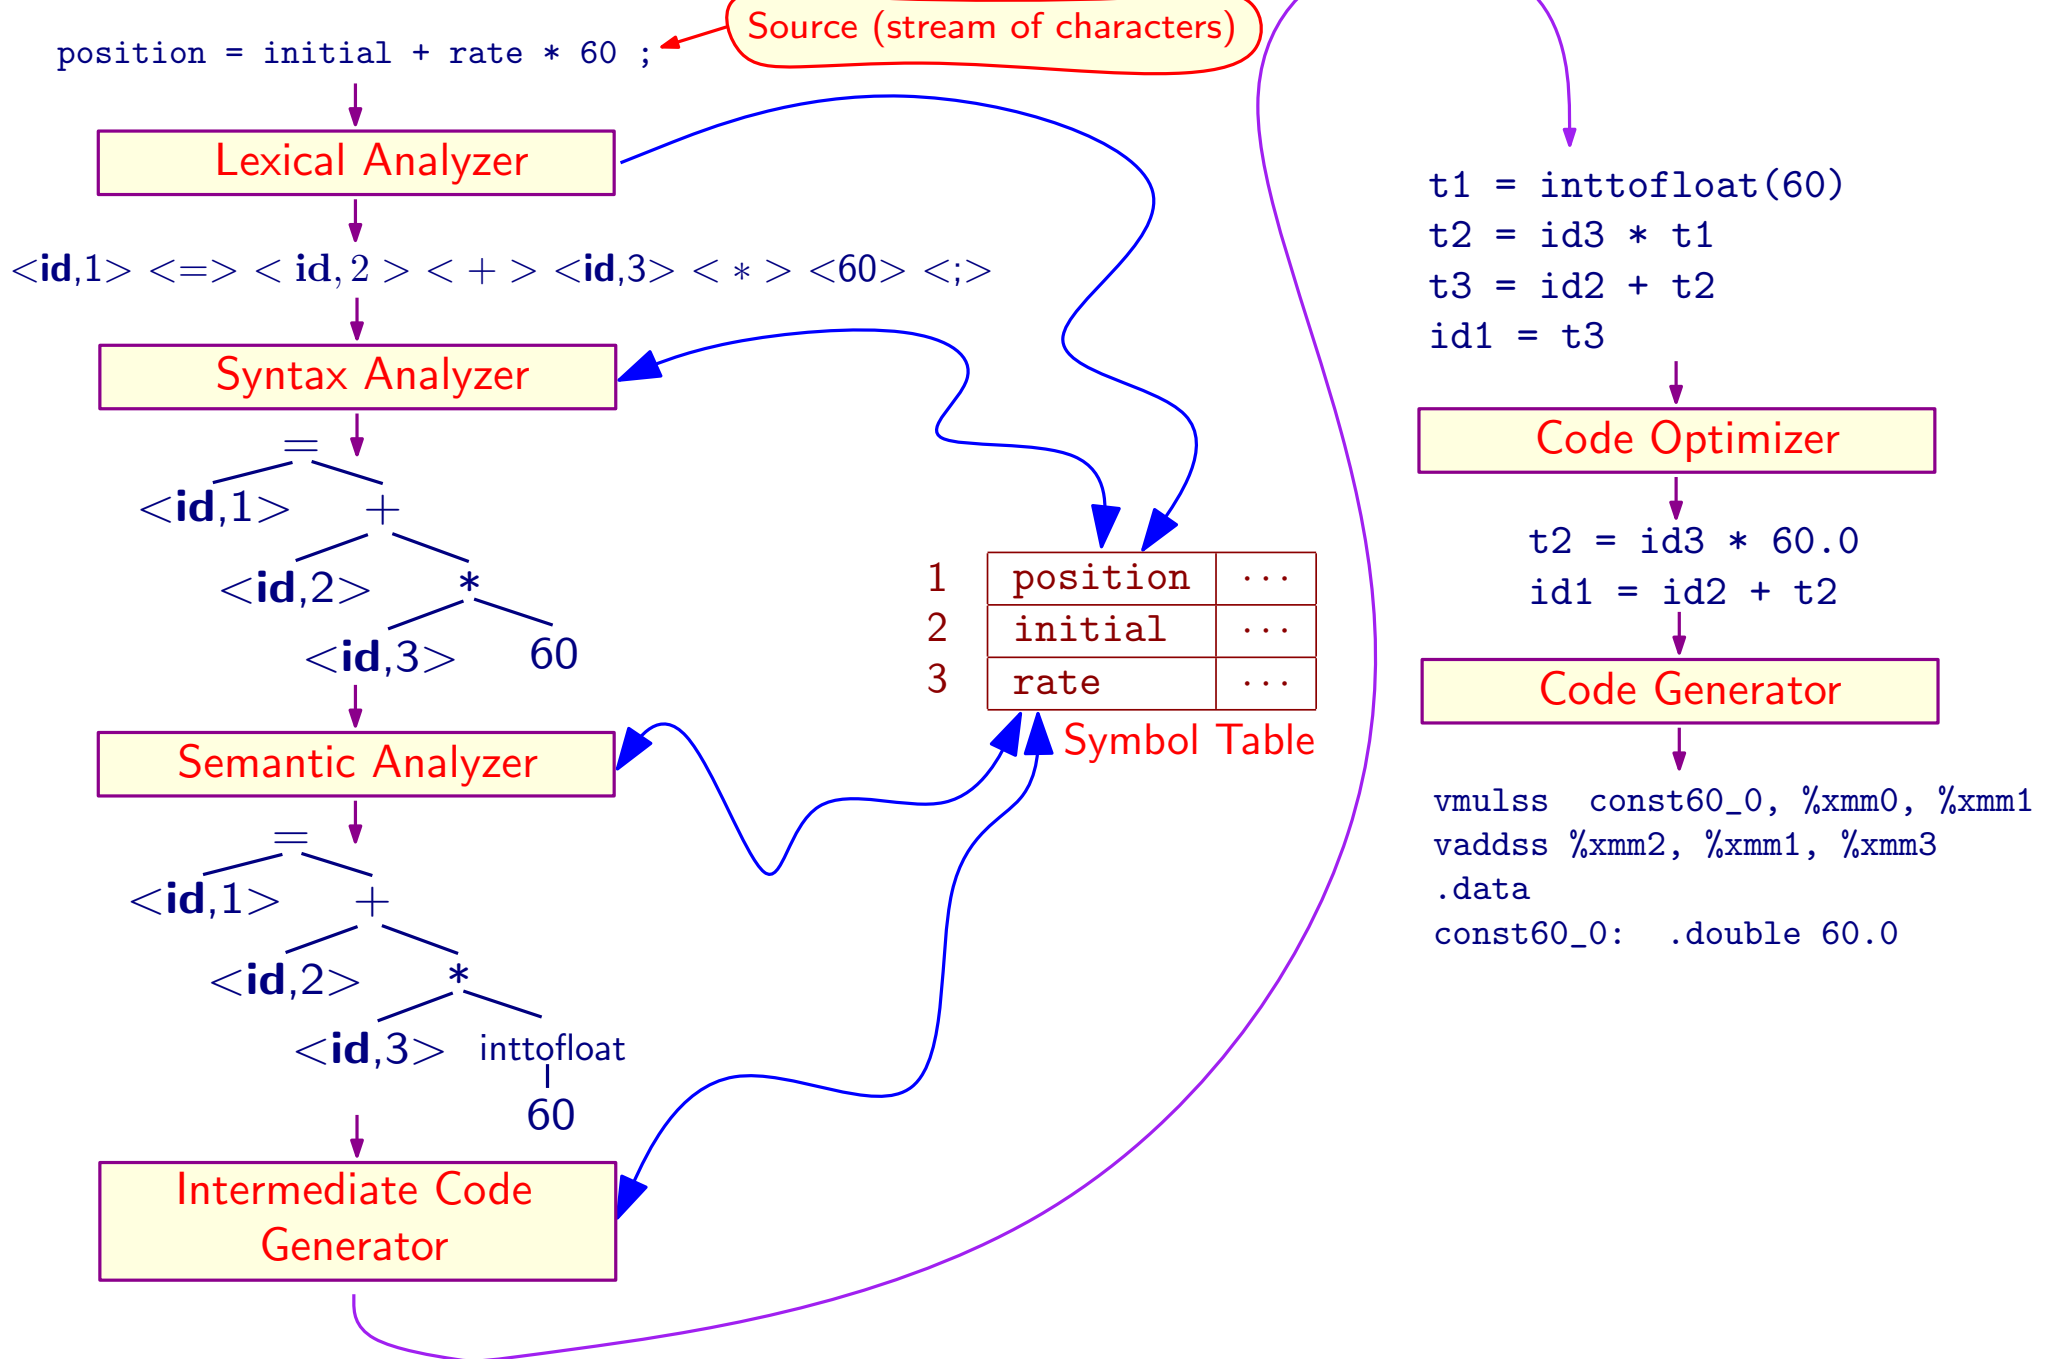 Source (stream of characters)
position = initial + rate * 60 ;
Lexical Analyzer
<id,1> <=> < id, 2 > < + > <id,3> < * > <60> <;>
Syntax Analyzer
=
<id,1> +
<id,2> *
<id,3> 60
Semantic Analyzer
=
<id,1> +
<id,2> *
<id,3> inttofloat
60
Intermediate Code
Generator
1 position ···
2 initial ···
3 rate ···
Symbol Table
t1 = inttofloat(60)
t2 = id3 * t1
t3 = id2 + t2
id1 = t3
Code Optimizer
t2 = id3 * 60.0
id1 = id2 + t2
Code Generator
vmulss const60_0, %xmm0, %xmm1
vaddss %xmm2, %xmm1, %xmm3
.data
const60_0: .double 60.0